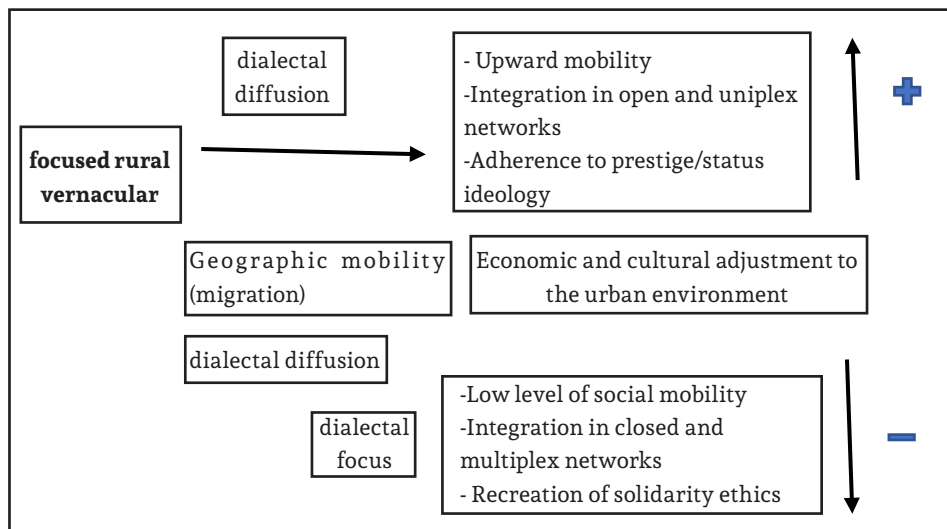 dialectal
diffusion
- Upward mobility
-Integration in open and uniplex
networks
-Adherence to prestige/status
ideology
focused rural
vernacular
Geographic mobility
(migration)
Economic and cultural adjustment to
the urban environment
dialectal diffusion
dialectal
focus
-Low level of social mobility
-Integration in closed and
multiplex networks
- Recreation of solidarity ethics